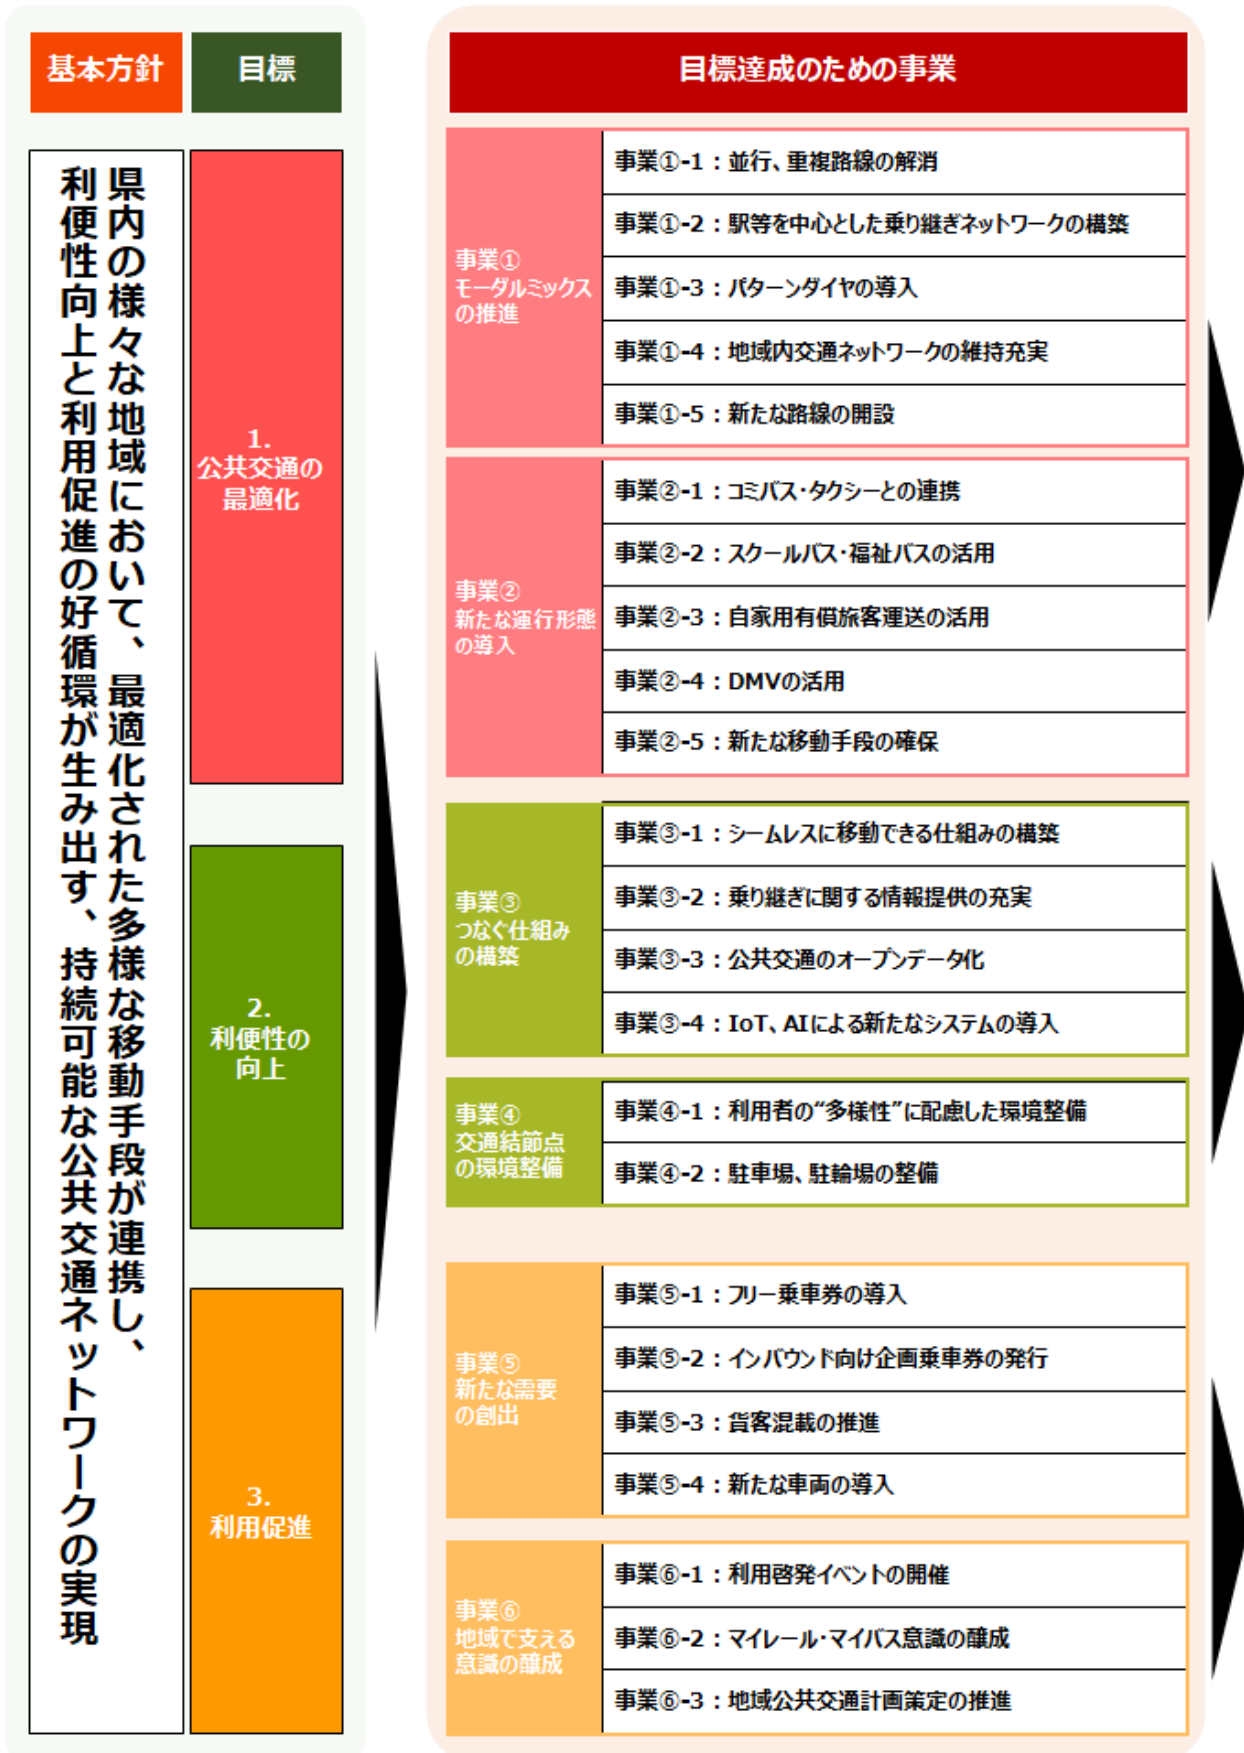 基本方針
目標
県内の様々な地域において、最適化された多様な移動手段が連携し、
利便性向上と利用促進の好循環が生み出す、持続可能な公共交通ネットワークの実現
1.
公共交通の
最適化
2.
利便性の
向上
3.
利用促進
目標達成のための事業
事業①
モーダルミックス
の推進
事業①-1：並行、重複路線の解消
事業①-2：駅等を中心とした乗り継ぎネットワークの構築
事業①-3：パターンダイヤの導入
事業①-4：地域内交通ネットワークの維持充実
事業①-5：新たな路線の開設
事業②
新たな運行形態
の導入
事業②-1：コミバス・タクシーとの連携
事業②-2：スクールバス・福祉バスの活用
事業②-3：自家用有償旅客運送の活用
事業②-4：DMVの活用
事業②-5：新たな移動手段の確保
事業③
つなぐ仕組み
の構築
事業③-1：シームレスに移動できる仕組みの構築
事業③-2：乗り継ぎに関する情報提供の充実
事業③-3：公共交通のオープンデータ化
事業③-4：IoT、AIによる新たなシステムの導入
事業④
交通結節点
の環境整備
事業④-1：利用者の“多様性”に配慮した環境整備
事業④-2：駐車場、駐輪場の整備
事業⑤
新たな需要
の創出
事業⑤-1：フリー乗車券の導入
事業⑤-2：インバウンド向け企画乗車券の発行
事業⑤-3：貨客混載の推進
事業⑤-4：新たな車両の導入
事業⑥
地域で支える
意識の醸成
事業⑥-1：利用啓発イベントの開催
事業⑥-2：マイレール・マイバス意識の醸成
事業⑥-3：地域公共交通計画策定の推進